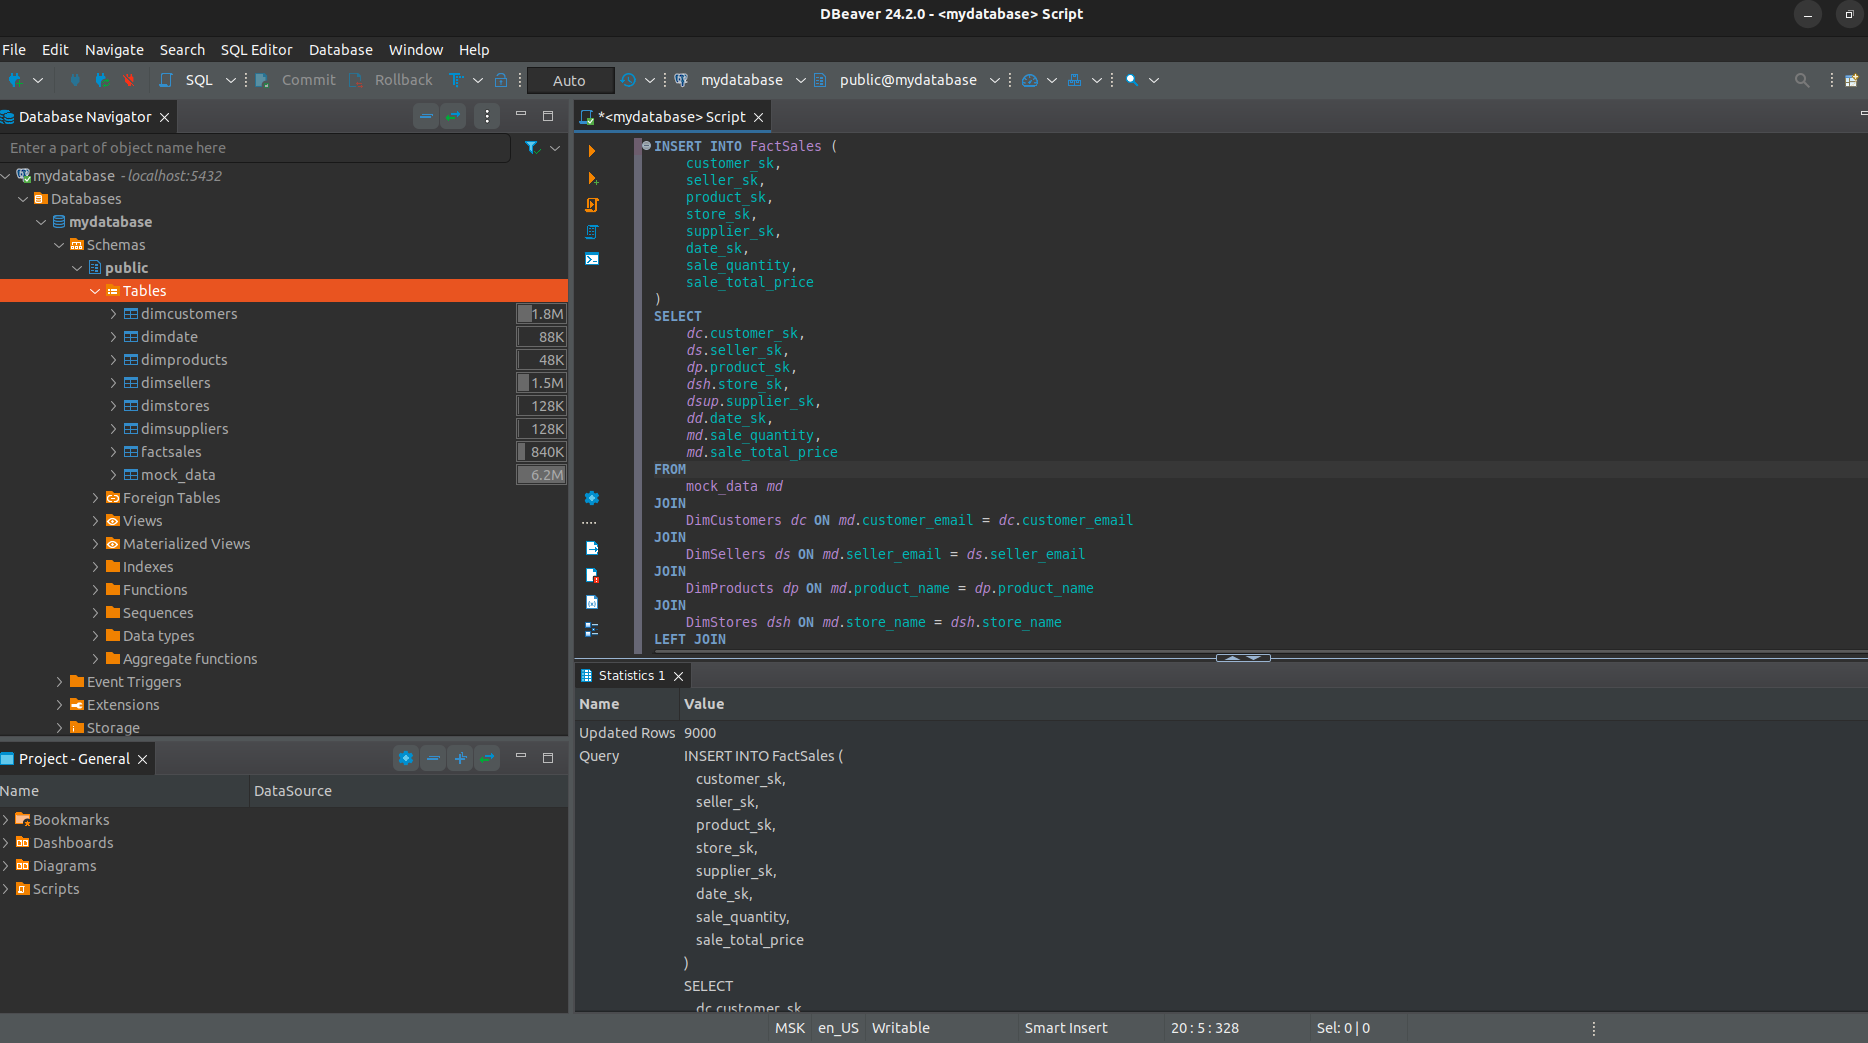 DBeaver 24.2.0 - <mydatabase> Script
File Edit Navigate Search SQL Editor Database Window Help
SQL Commit Rollback Auto mydatabase public@mydatabase
Database Navigator
Enter a part of object name here
mydatabase - localhost:5432
Databases
mydatabase
Schemas
public
Tables
dimcustomers 1.8M
dimdate 88K
dimproducts 48K
dimsellers 1.5M
dimstores 128K
dimsuppliers 128K
factsales 840K
mock_data 6.2M
Foreign Tables
Views
Materialized Views
Indexes
Functions
Sequences
Data types
Aggregate functions
Event Triggers
Extensions
Storage
Project - General
Name DataSource
Bookmarks
Dashboards
Diagrams
Scripts
*<mydatabase> Script
INSERT INTO FactSales (
customer_sk,
seller_sk,
product_sk,
store_sk,
supplier_sk,
date_sk,
sale_quantity,
sale_total_price
)
SELECT
dc.customer_sk,
ds.seller_sk,
dp.product_sk,
dsh.store_sk,
dsup.supplier_sk,
dd.date_sk,
md.sale_quantity,
md.sale_total_price
FROM
mock_data md
JOIN
DimCustomers dc ON md.customer_email = dc.customer_email
JOIN
DimSellers ds ON md.seller_email = ds.seller_email
JOIN
DimProducts dp ON md.product_name = dp.product_name
JOIN
DimStores dsh ON md.store_name = dsh.store_name
LEFT JOIN
Statistics 1
Name Value
Updated Rows 9000
Query INSERT INTO FactSales (
customer_sk,
seller_sk,
product_sk,
store_sk,
supplier_sk,
date_sk,
sale_quantity,
sale_total_price
)
SELECT
dc.customer_sk
MSK en_US Writable Smart Insert 20 : 5 : 328 Sel: 0 | 0